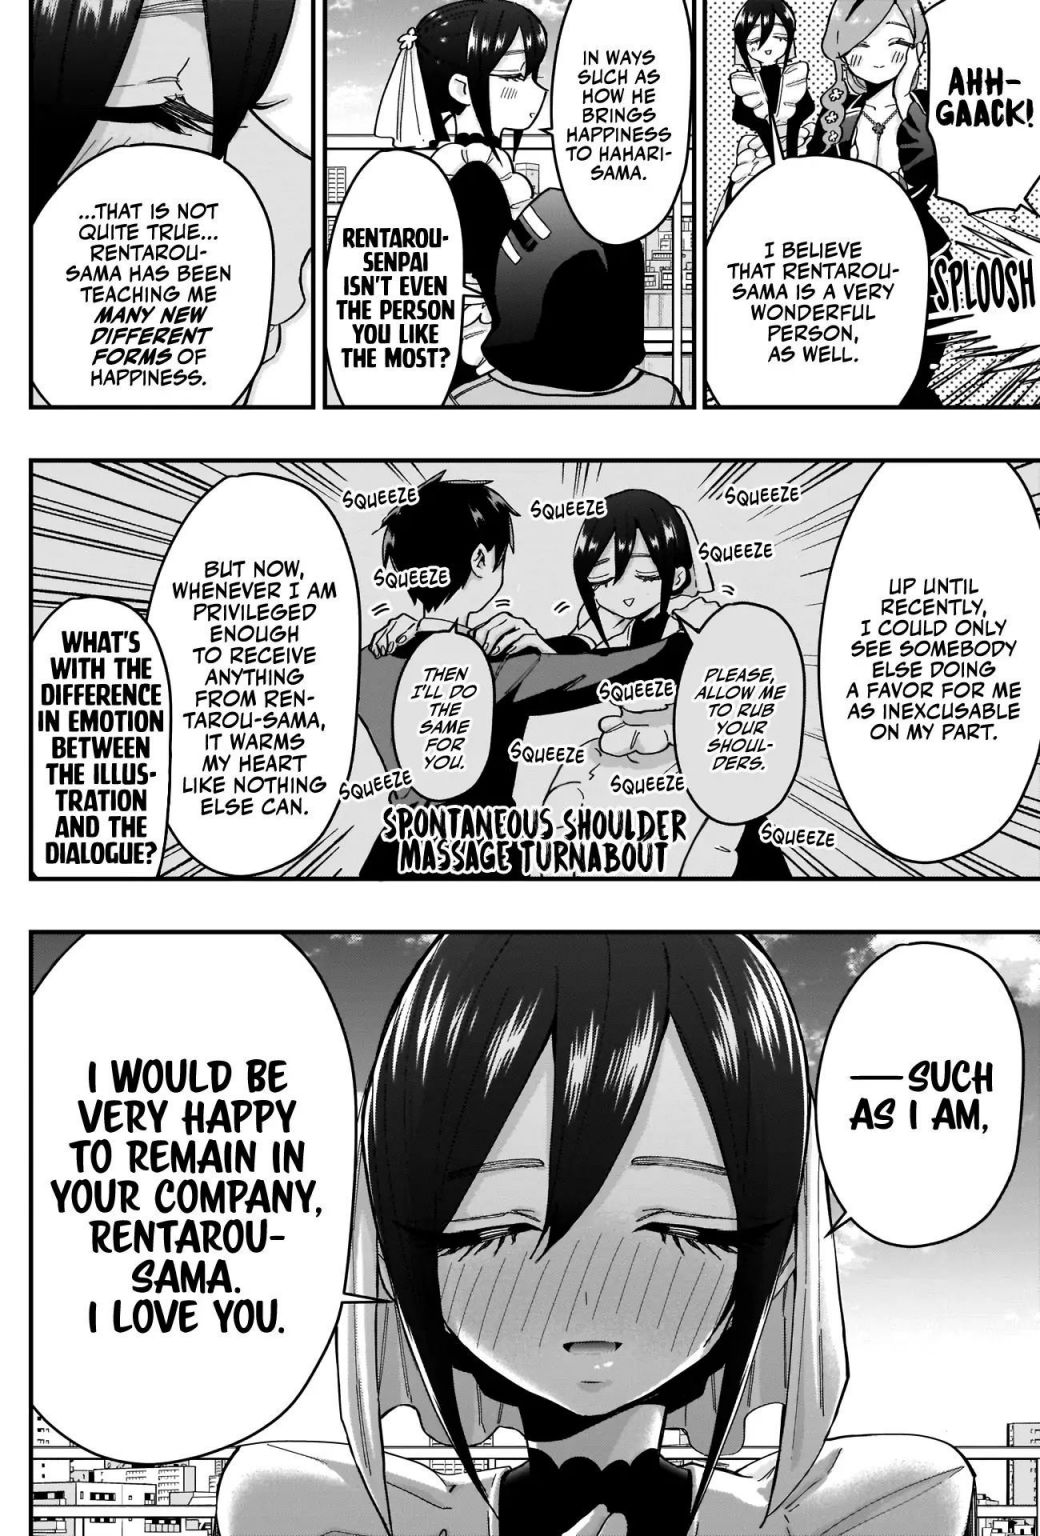 AHH-
GAACK!
SPLOOSH
I BELIEVE
THAT RENTAROU-
SAMA IS A VERY
WONDERFUL
PERSON,
AS WELL.
IN WAYS
SUCH AS
HOW HE
BRINGS
HAPPINESS
TO HAHARI-
SAMA.
RENTAROU-
SENPAI
ISN'T EVEN
THE PERSON
YOU LIKE
THE MOST?
...THAT IS NOT
QUITE TRUE...
RENTAROU-
SAMA HAS BEEN
TEACHING ME
MANY NEW
DIFFERENT
FORMS OF
HAPPINESS.
UP UNTIL
RECENTLY,
I COULD ONLY
SEE SOMEBODY
ELSE DOING
A FAVOR FOR ME
AS INEXCUSABLE
ON MY PART.
SQUEEZE
SQUEEZE
SQUEEZE
SQUEEZE
SQUEEZE
PLEASE,
ALLOW ME
TO RUB
YOUR
SHOUL-
DERS.
THEN
I'LL DO
THE
SAME
FOR
YOU.
SQUEEZE
SQUEEZE
SQUEEZE
SQUEEZE
SQUEEZE
SPONTANEOUS SHOULDER
MASSAGE TURNABOUT
BUT NOW,
WHENEVER I AM
PRIVILEGED
ENOUGH
TO RECEIVE
ANYTHING
FROM REN-
TAROU-SAMA,
IT WARMS
MY HEART
LIKE NOTHING
ELSE CAN.
WHAT'S
WITH THE
DIFFERENCE
IN EMOTION
BETWEEN
THE ILLUS-
TRATION
AND THE
DIALOGUE?
—SUCH
AS I AM,
I WOULD BE
VERY HAPPY
TO REMAIN IN
YOUR COMPANY,
RENTAROU-
SAMA.
I LOVE YOU.